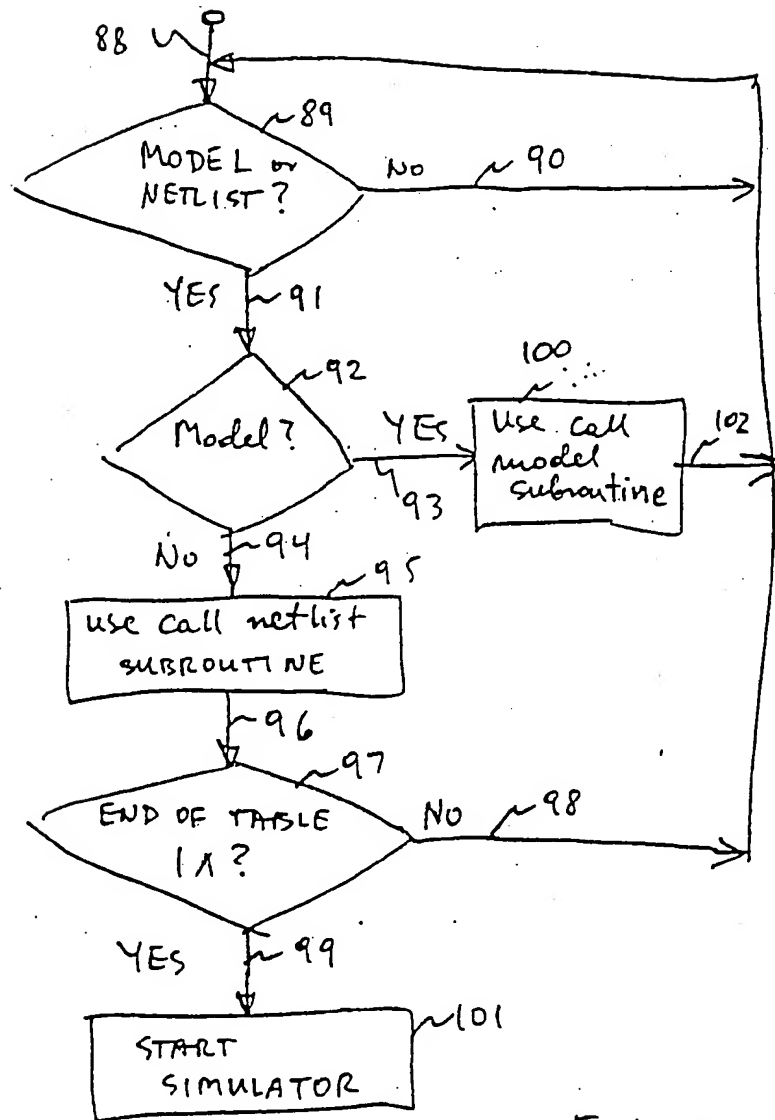 88
89
MODEL or
NETLIST?
NO
90
YES
91
92
Model?
YES
93
100
Use call
model
subroutine
102
NO
94
95
use call netlist
SUBROUTINE
96
97
END OF TABLE
1A?
NO
98
YES
99
101
START
SIMULATOR